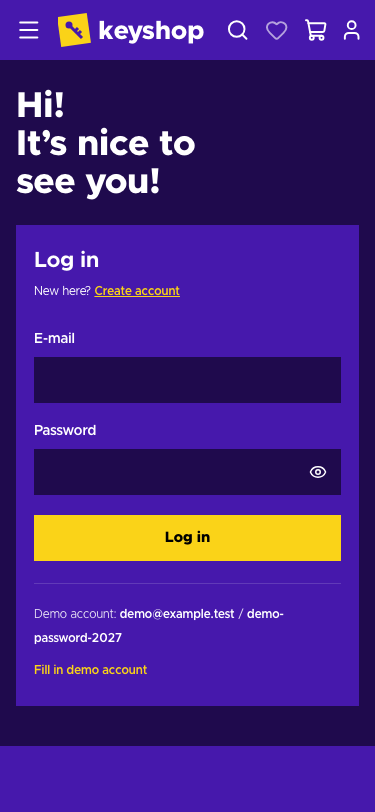 keyshop
Hi!
It’s nice to
see you!
Log in
New here? Create account
E-mail
Password
Log in
Demo account: demo@example.test / demo-
password-2027
Fill in demo account